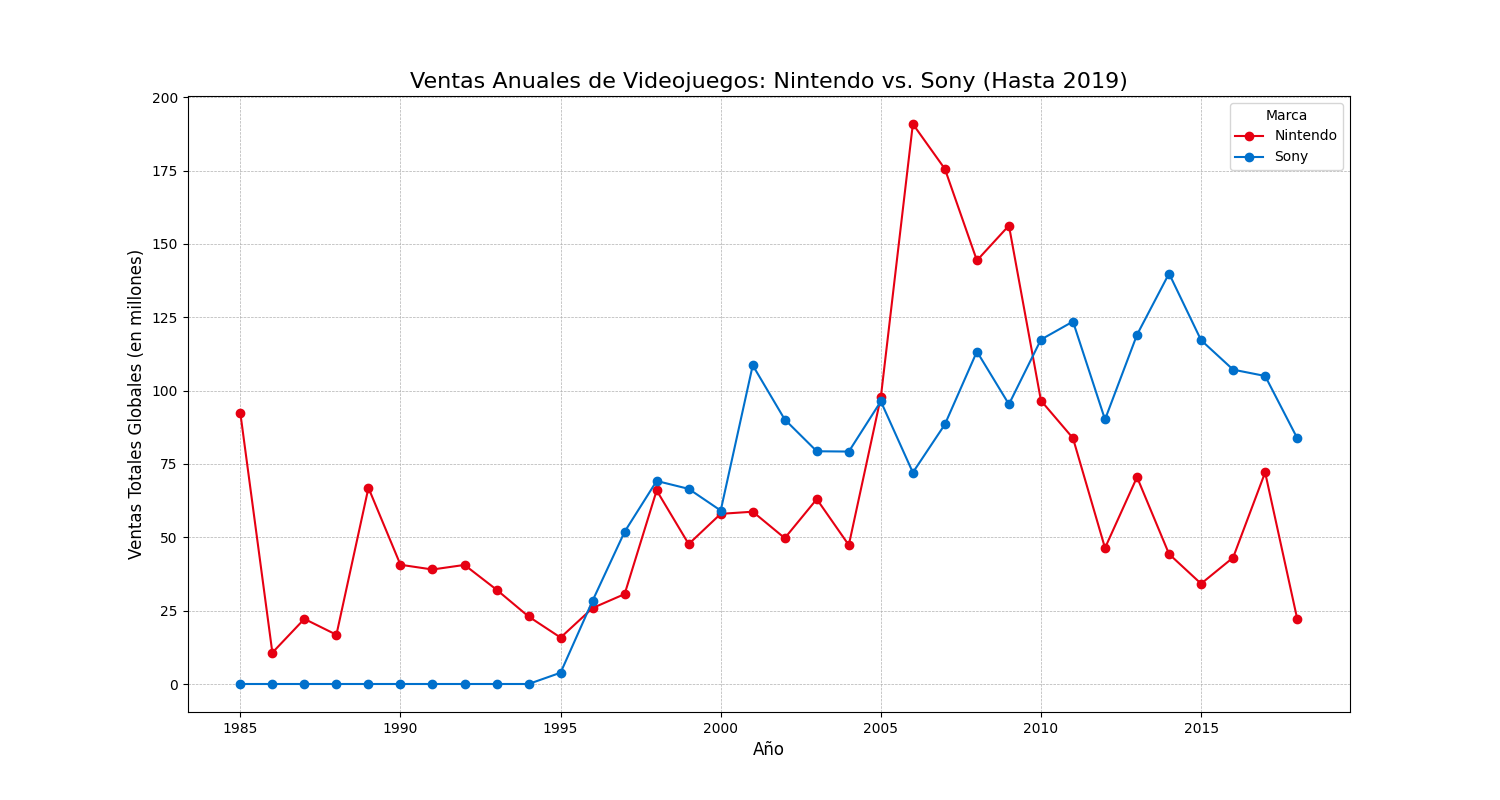 Ventas Anuales de Videojuegos: Nintendo vs. Sony (Hasta 2019)
Marca
Nintendo
Sony
Ventas Totales Globales (en millones)
200
175
150
125
100
75
50
25
0
1985 1990 1995 2000 2005 2010 2015
Año